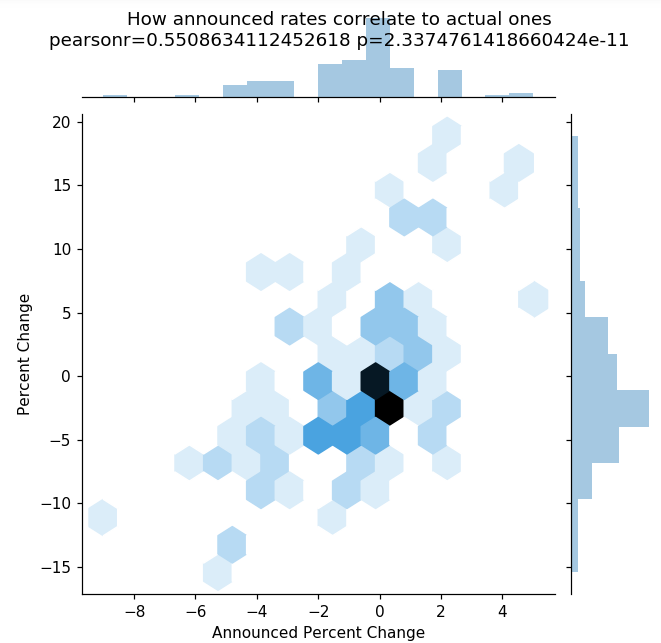 How announced rates correlate to actual ones
pearsonr=0.5508634112452618 p=2.3374761418660424e-11
20
15
10
5
0
−5
−10
−15
Percent Change
−8 −6 −4 −2 0 2 4
Announced Percent Change